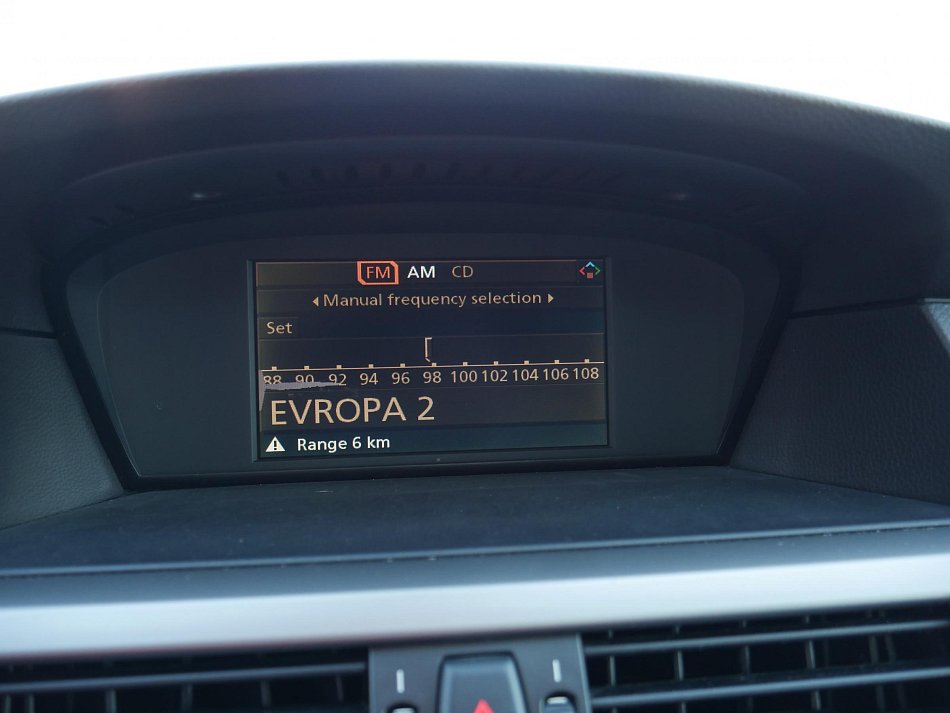 FM AM CD
Manual frequency selection
Set
88 90 92 94 96 98 100 102 104 106 108
EVROPA 2
Range 6 km